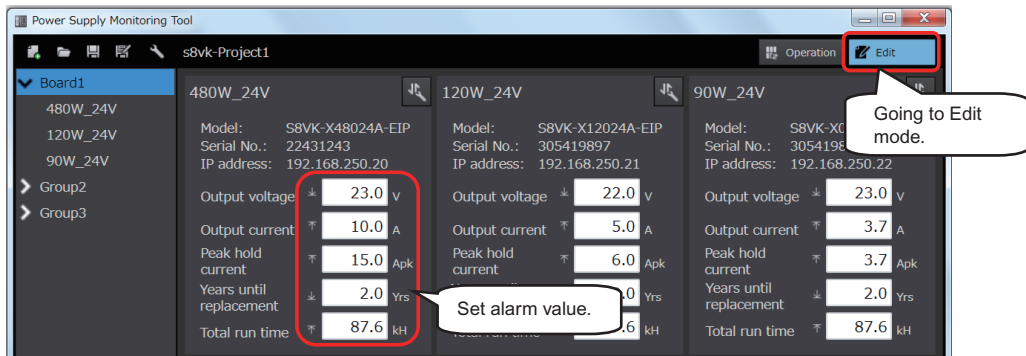 Power Supply Monitoring Tool
s8vk-Project1
Operation
Edit
Going to Edit
mode.
Board1
480W_24V
120W_24V
90W_24V
Group2
Group3
480W_24V
Model: S8VK-X48024A-EIP
Serial No.: 22431243
IP address: 192.168.250.20
Output voltage 23.0 V
Output current 10.0 A
Peak hold
current 15.0 Apk
Years until
replacement 2.0 Yrs
Total run time 87.6 kH
Set alarm value.
120W_24V
Model: S8VK-X12024A-EIP
Serial No.: 305419897
IP address: 192.168.250.21
Output voltage 22.0 V
Output current 5.0 A
Peak hold
current 6.0 Apk
Yrs
kH
90W_24V
Model:
Serial No.:
IP address: 192.168.250.22
Output voltage 23.0 V
Output current 3.7 A
Peak hold
current 3.7 Apk
Years until
replacement 2.0 Yrs
Total run time 87.6 kH